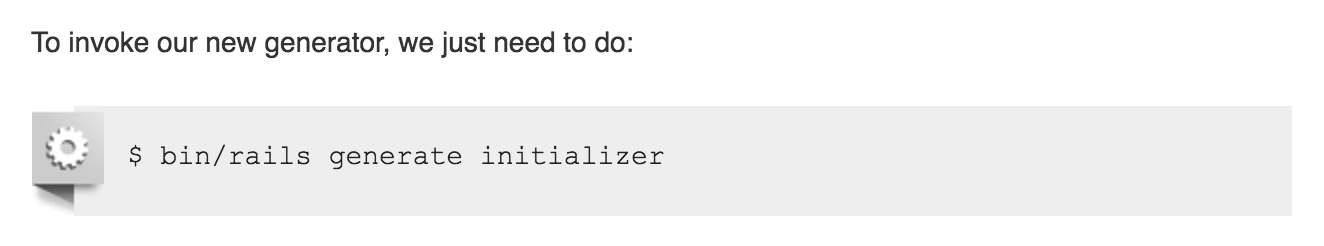 To invoke our new generator, we just need to do:
$ bin/rails generate initializer